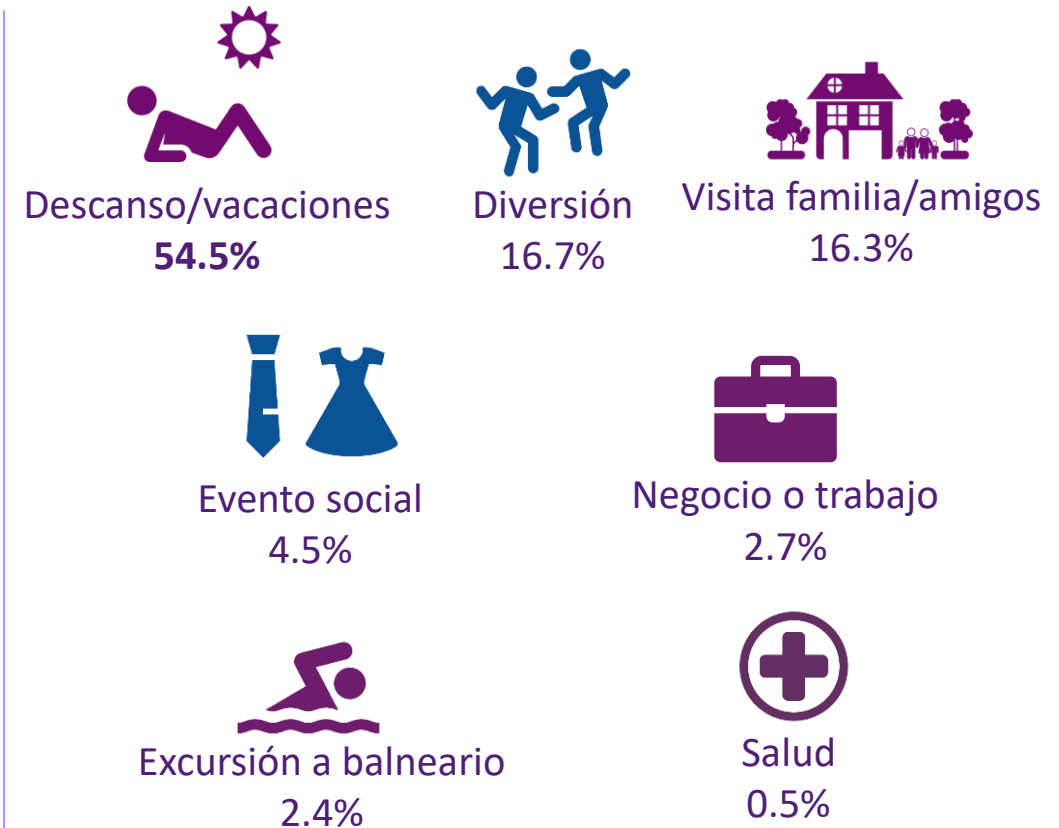 Descanso/vacaciones
54.5%
Diversión
16.7%
Visita familia/amigos
16.3%
Evento social
4.5%
Negocio o trabajo
2.7%
Excursión a balneario
2.4%
Salud
0.5%